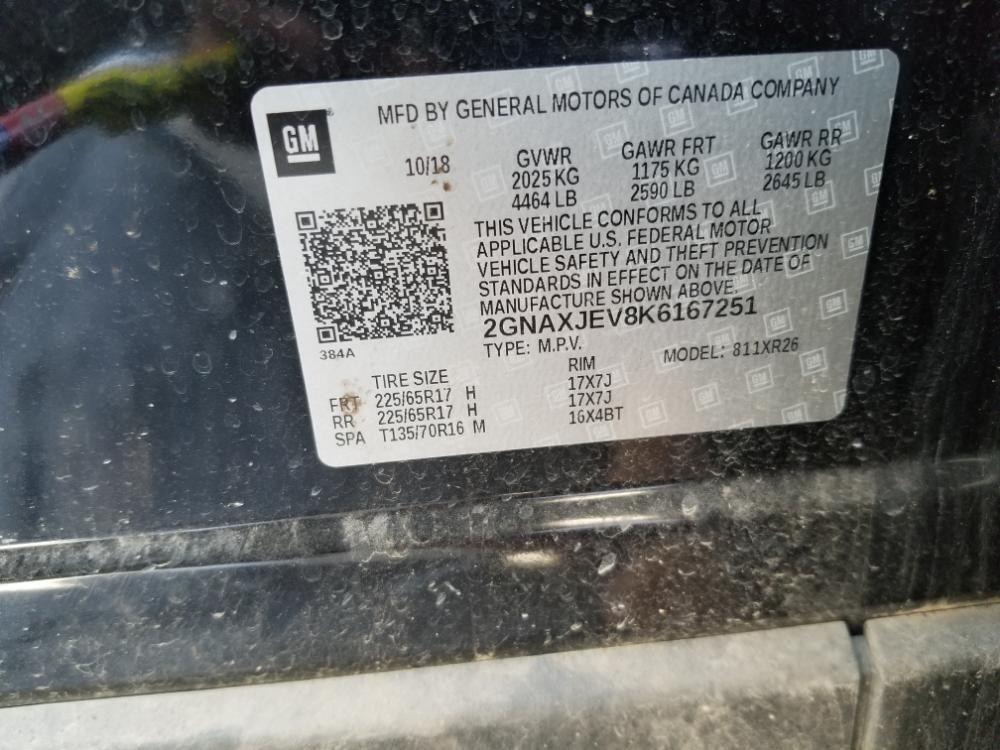 GM
MFD BY GENERAL MOTORS OF CANADA COMPANY
10/18
GVWR
2025 KG
4464 LB
GAWR FRT
1175 KG
2590 LB
GAWR RR
1200 KG
2645 LB
THIS VEHICLE CONFORMS TO ALL
APPLICABLE U.S. FEDERAL MOTOR
VEHICLE SAFETY AND THEFT PREVENTION
STANDARDS IN EFFECT ON THE DATE OF
MANUFACTURE SHOWN ABOVE.
2GNAXJEV8K6167251
TYPE: M.P.V.
MODEL: 811XR26
384A
TIRE SIZE RIM
FRT 225/65R17 H 17X7J
RR 225/65R17 H 17X7J
SPA T135/70R16 M 16X4BT